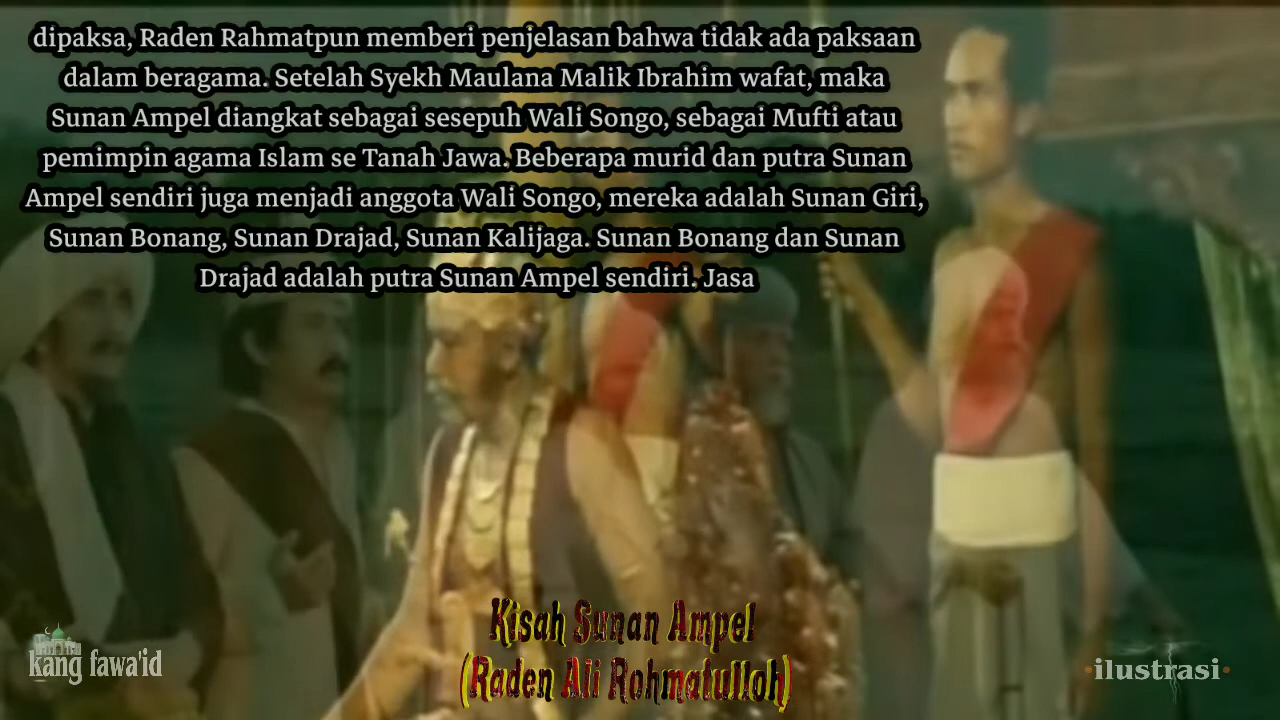 dipaksa, Raden Rahmatpun memberi penjelasan bahwa tidak ada paksaan
dalam beragama. Setelah Syekh Maulana Malik Ibrahim wafat, maka
Sunan Ampel diangkat sebagai sesepuh Wali Songo, sebagai Mufti atau
pemimpin agama Islam se Tanah Jawa. Beberapa murid dan putra Sunan
Ampel sendiri juga menjadi anggota Wali Songo, mereka adalah Sunan Giri,
Sunan Bonang, Sunan Drajad, Sunan Kalijaga. Sunan Bonang dan Sunan
Drajad adalah putra Sunan Ampel sendiri. Jasa
Kisah Sunan Ampel
(Raden Ali Rohmatulloh)
kang fawa'id
•ilustrasi•